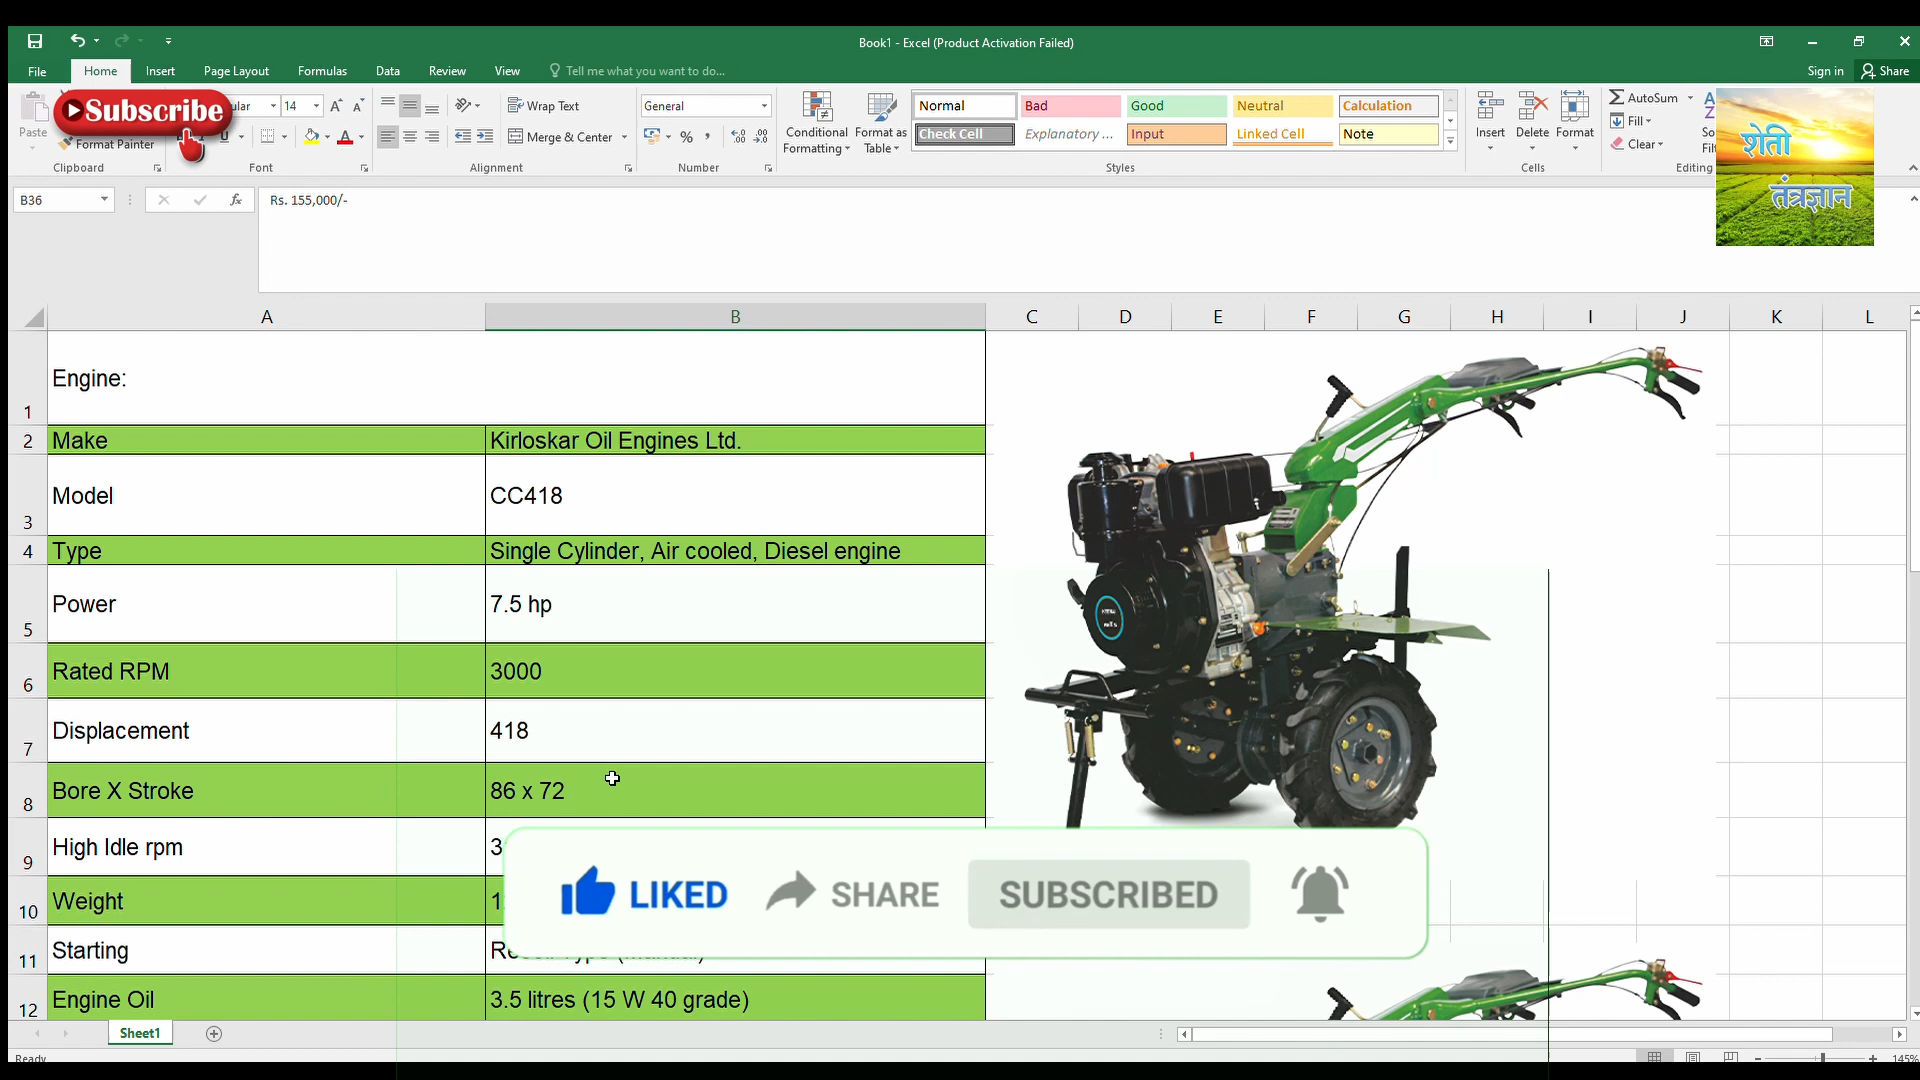 Book1 - Excel (Product Activation Failed)
File Home Insert Page Layout Formulas Data Review View Tell me what you want to do... Sign in Share
Subscribe
14 Wrap Text General Normal Bad Good Neutral Calculation AutoSum
Paste Format Painter Merge & Center Conditional Formatting Format as Table Check Cell Explanatory ... Input Linked Cell Note Insert Delete Format Fill Clear
Clipboard Font Alignment Number Styles Cells Editing
शेती
तंत्रज्ञान
B36 fx Rs. 155,000/-
A B C D E F G H I J K L
1 Engine:
2 Make Kirloskar Oil Engines Ltd.
3 Model CC418
4 Type Single Cylinder, Air cooled, Diesel engine
5 Power 7.5 hp
6 Rated RPM 3000
7 Displacement 418
8 Bore X Stroke 86 x 72
9 High Idle rpm
10 Weight
11 Starting
12 Engine Oil 3.5 litres (15 W 40 grade)
LIKED SHARE SUBSCRIBED
Sheet1
Ready 145%